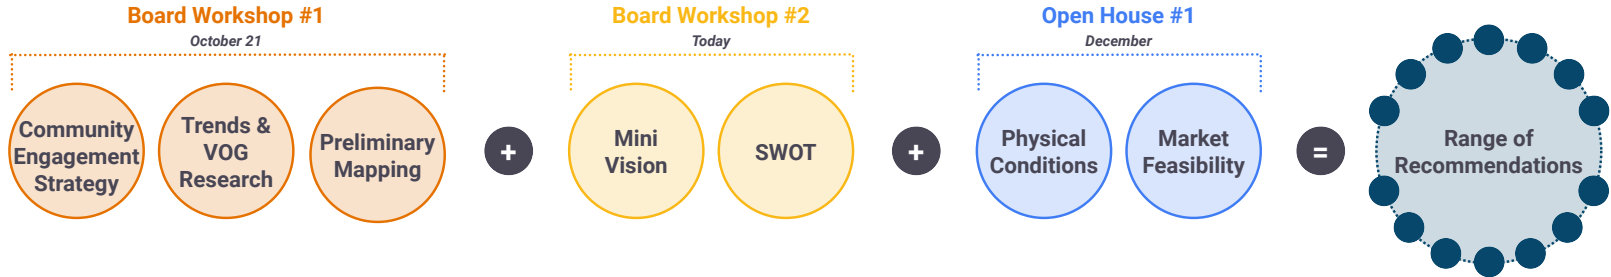 Board Workshop #1
October 21
Community
Engagement
Strategy
Trends &
VOG
Research
Preliminary
Mapping
+
Board Workshop #2
Today
Mini
Vision
SWOT
+
Open House #1
December
Physical
Conditions
Market
Feasibility
=
Range of
Recommendations